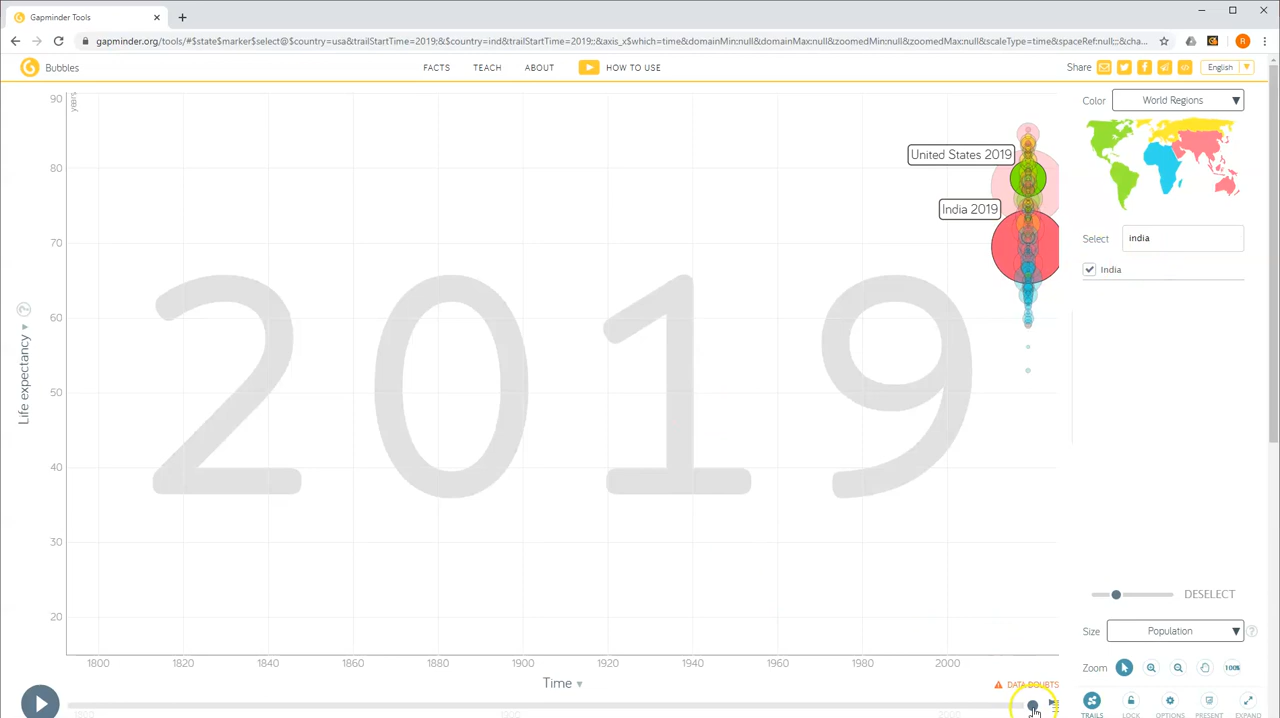 Gapminder Tools
gapminder.org/tools/#$state$marker$select@$country=usa&trailStartTime=2019;&$country=ind&trailStartTime=2019;;&axis_x$which=time&domainMin:null&domainMax:null&zoomedMin:null&zoomedMax:null&scaleType=time&spaceRef:null;;&cha...
R
Bubbles
FACTS
TEACH
ABOUT
HOW TO USE
Share
English
Color
World Regions
Select
india
India
DESELECT
Size
Population
Zoom
100%
TRAILS
LOCK
OPTIONS
PRESENT
EXPAND
years
Life expectancy
90
80
70
60
50
40
30
20
2019
United States 2019
India 2019
1800
1820
1840
1860
1880
1900
1920
1940
1960
1980
2000
Time
DATA DOUBTS
1900
2000